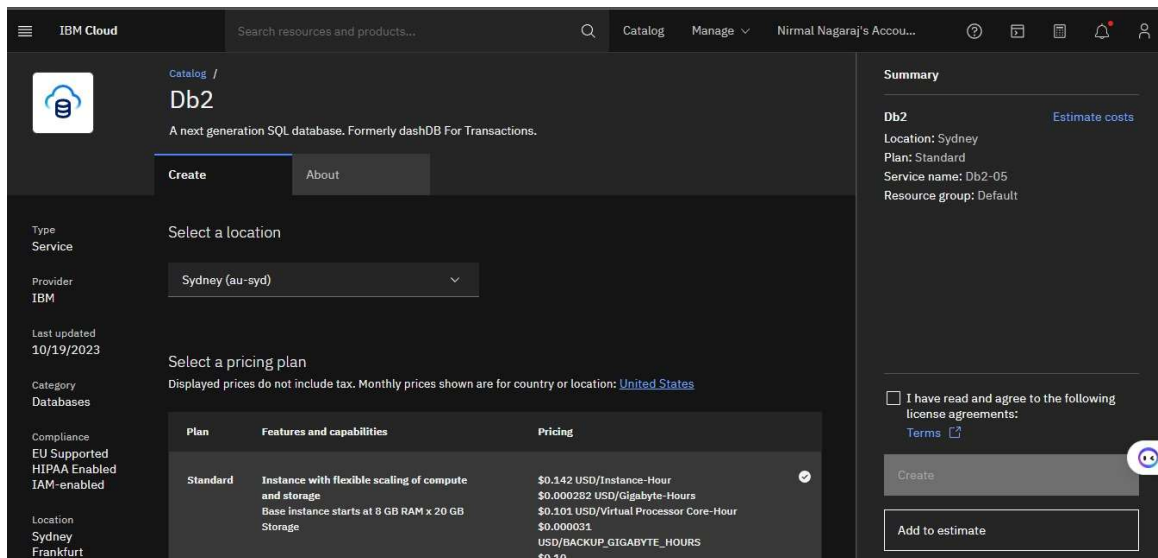 IBM Cloud
Search resources and products...
Catalog
Manage
Nirmal Nagaraj's Accou...
Catalog /
Db2
A next generation SQL database. Formerly dashDB For Transactions.
Create
About
Type
Service
Provider
IBM
Last updated
10/19/2023
Category
Databases
Compliance
EU Supported
HIPAA Enabled
IAM-enabled
Location
Sydney
Frankfurt
Select a location
Sydney (au-syd)
Select a pricing plan
Displayed prices do not include tax. Monthly prices shown are for country or location: United States
Plan
Features and capabilities
Pricing
Standard
Instance with flexible scaling of compute
and storage
Base instance starts at 8 GB RAM x 20 GB
Storage
$0.142 USD/Instance-Hour
$0.000282 USD/Gigabyte-Hours
$0.101 USD/Virtual Processor Core-Hour
$0.000031
USD/BACKUP_GIGABYTE_HOURS
$0.10
Summary
Db2
Estimate costs
Location: Sydney
Plan: Standard
Service name: Db2-05
Resource group: Default
I have read and agree to the following
license agreements:
Terms
Create
Add to estimate